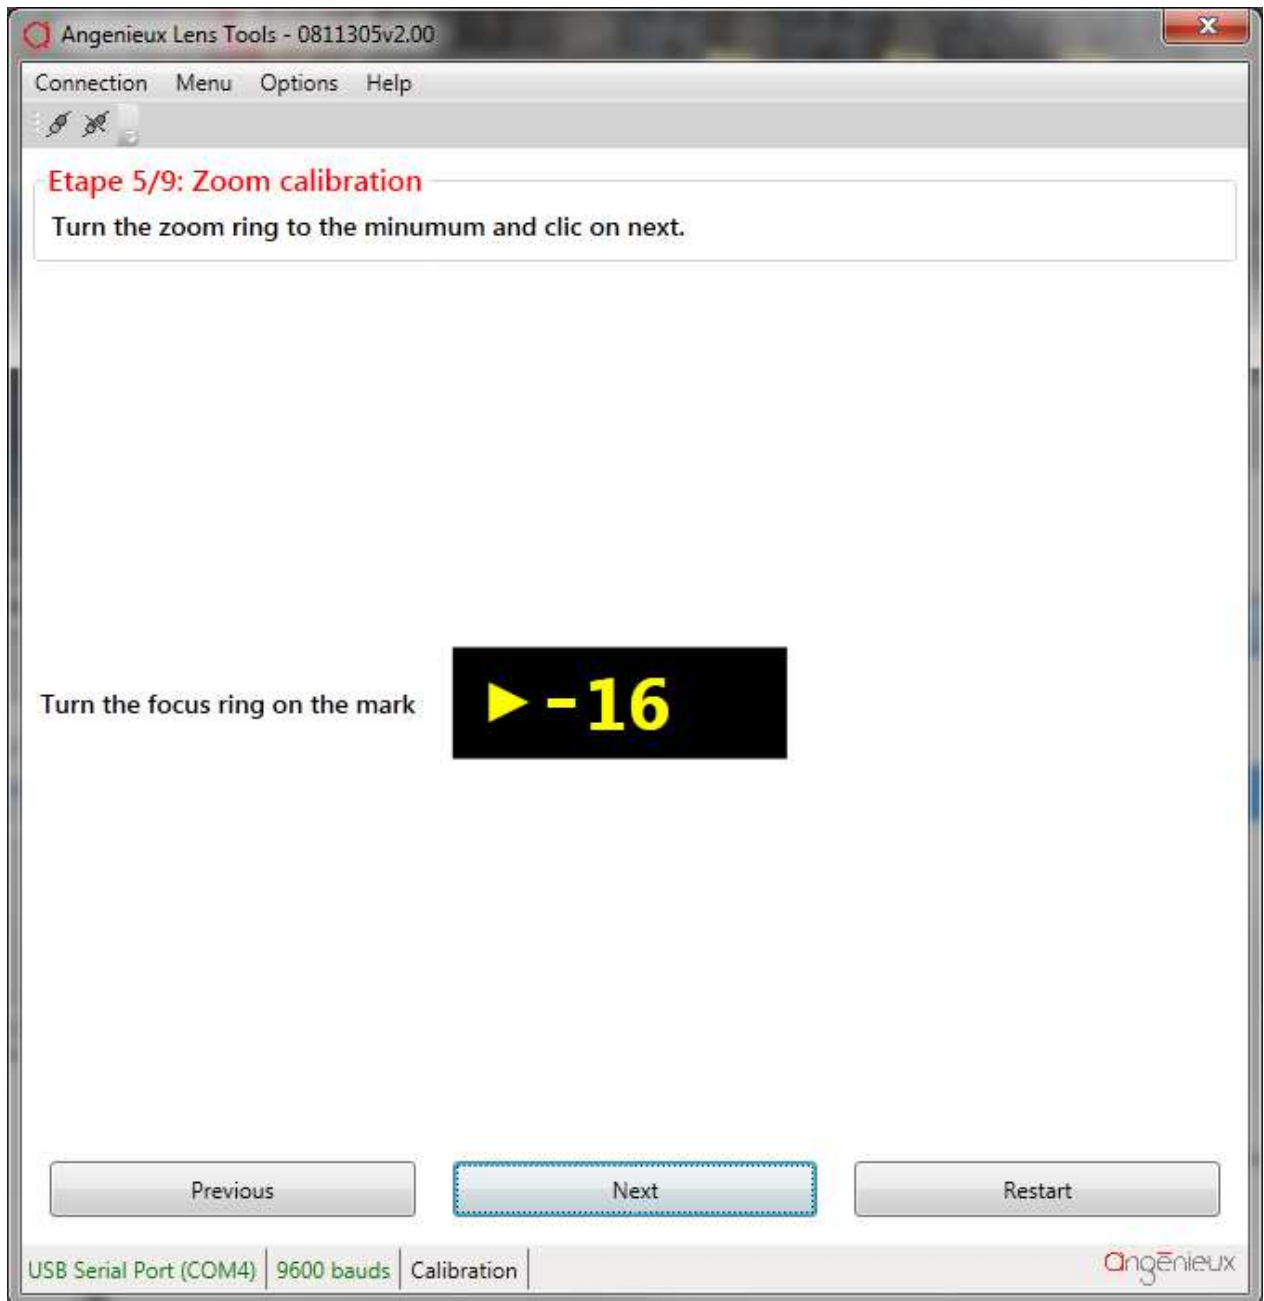 Angenieux Lens Tools - 0811305v2.00
Connection Menu Options Help
Etape 5/9: Zoom calibration
Turn the zoom ring to the minumum and clic on next.
Turn the focus ring on the mark
►-16
Previous Next Restart
USB Serial Port (COM4) 9600 bauds Calibration
angēnieux